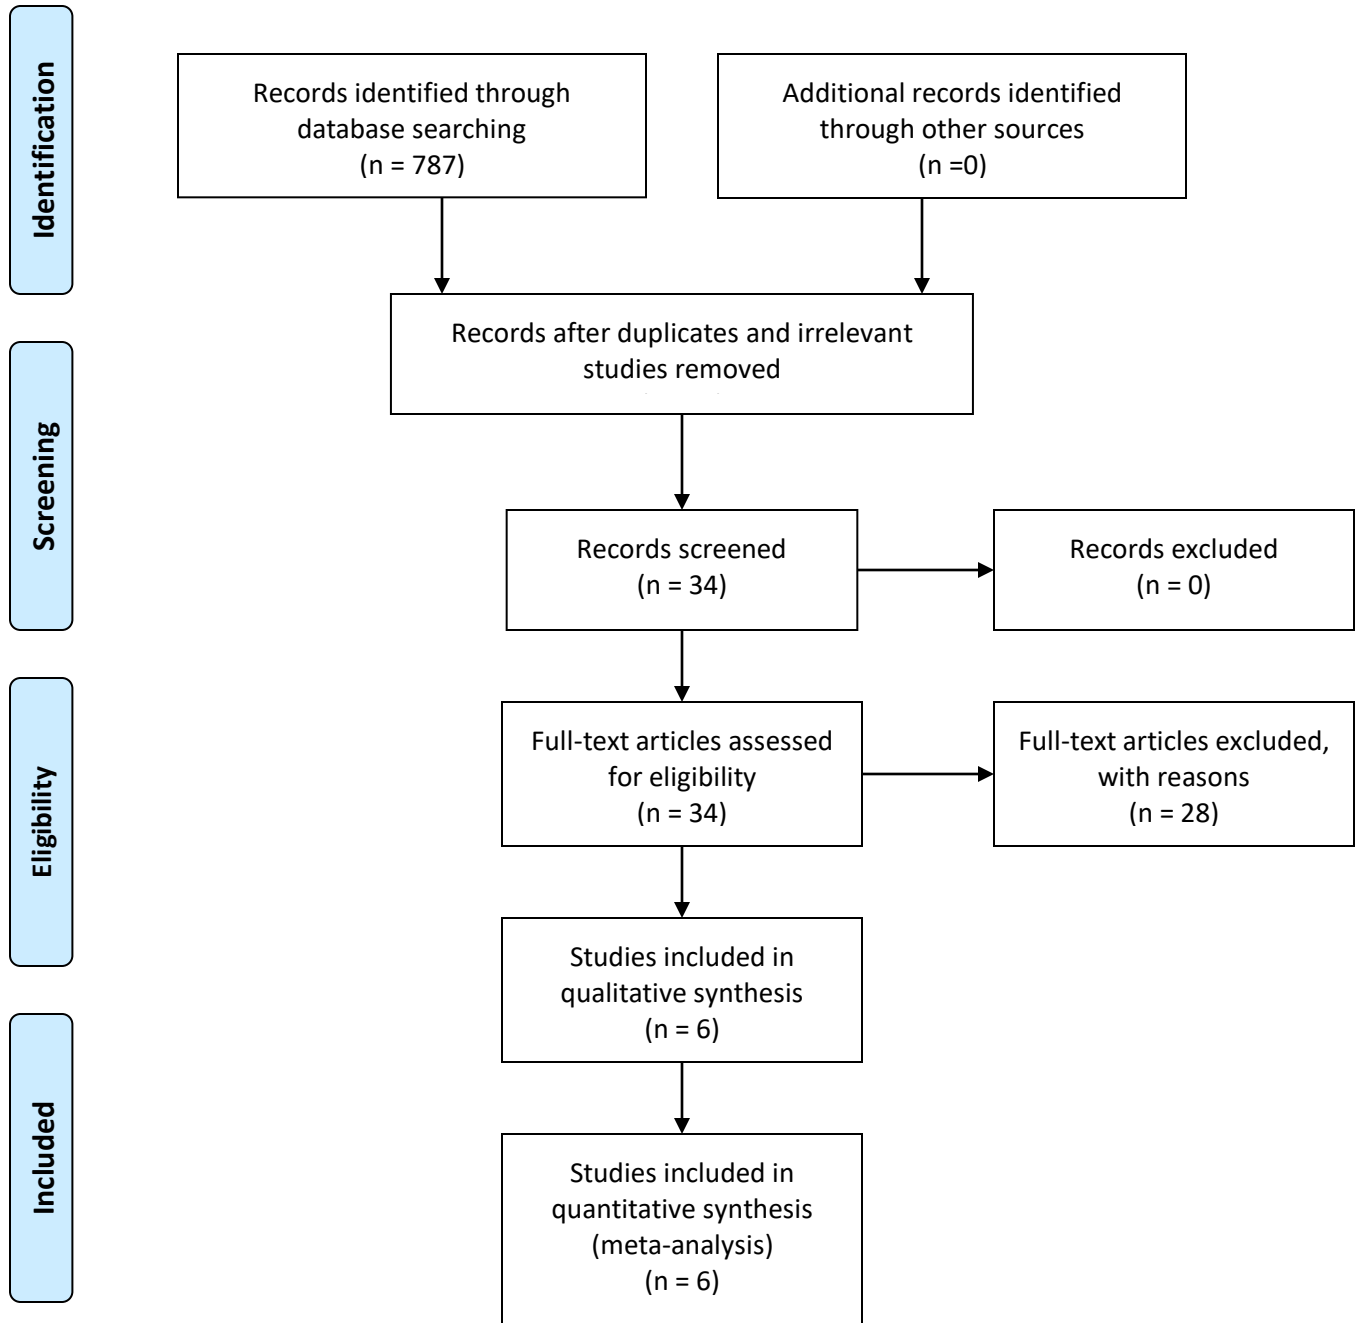 Identification
Records identified through
database searching
(n = 787)
Additional records identified
through other sources
(n =0)
Records after duplicates and irrelevant
studies removed
Screening
Records screened
(n = 34)
Records excluded
(n = 0)
Eligibility
Full-text articles assessed
for eligibility
(n = 34)
Full-text articles excluded,
with reasons
(n = 28)
Studies included in
qualitative synthesis
(n = 6)
Included
Studies included in
quantitative synthesis
(meta-analysis)
(n = 6)